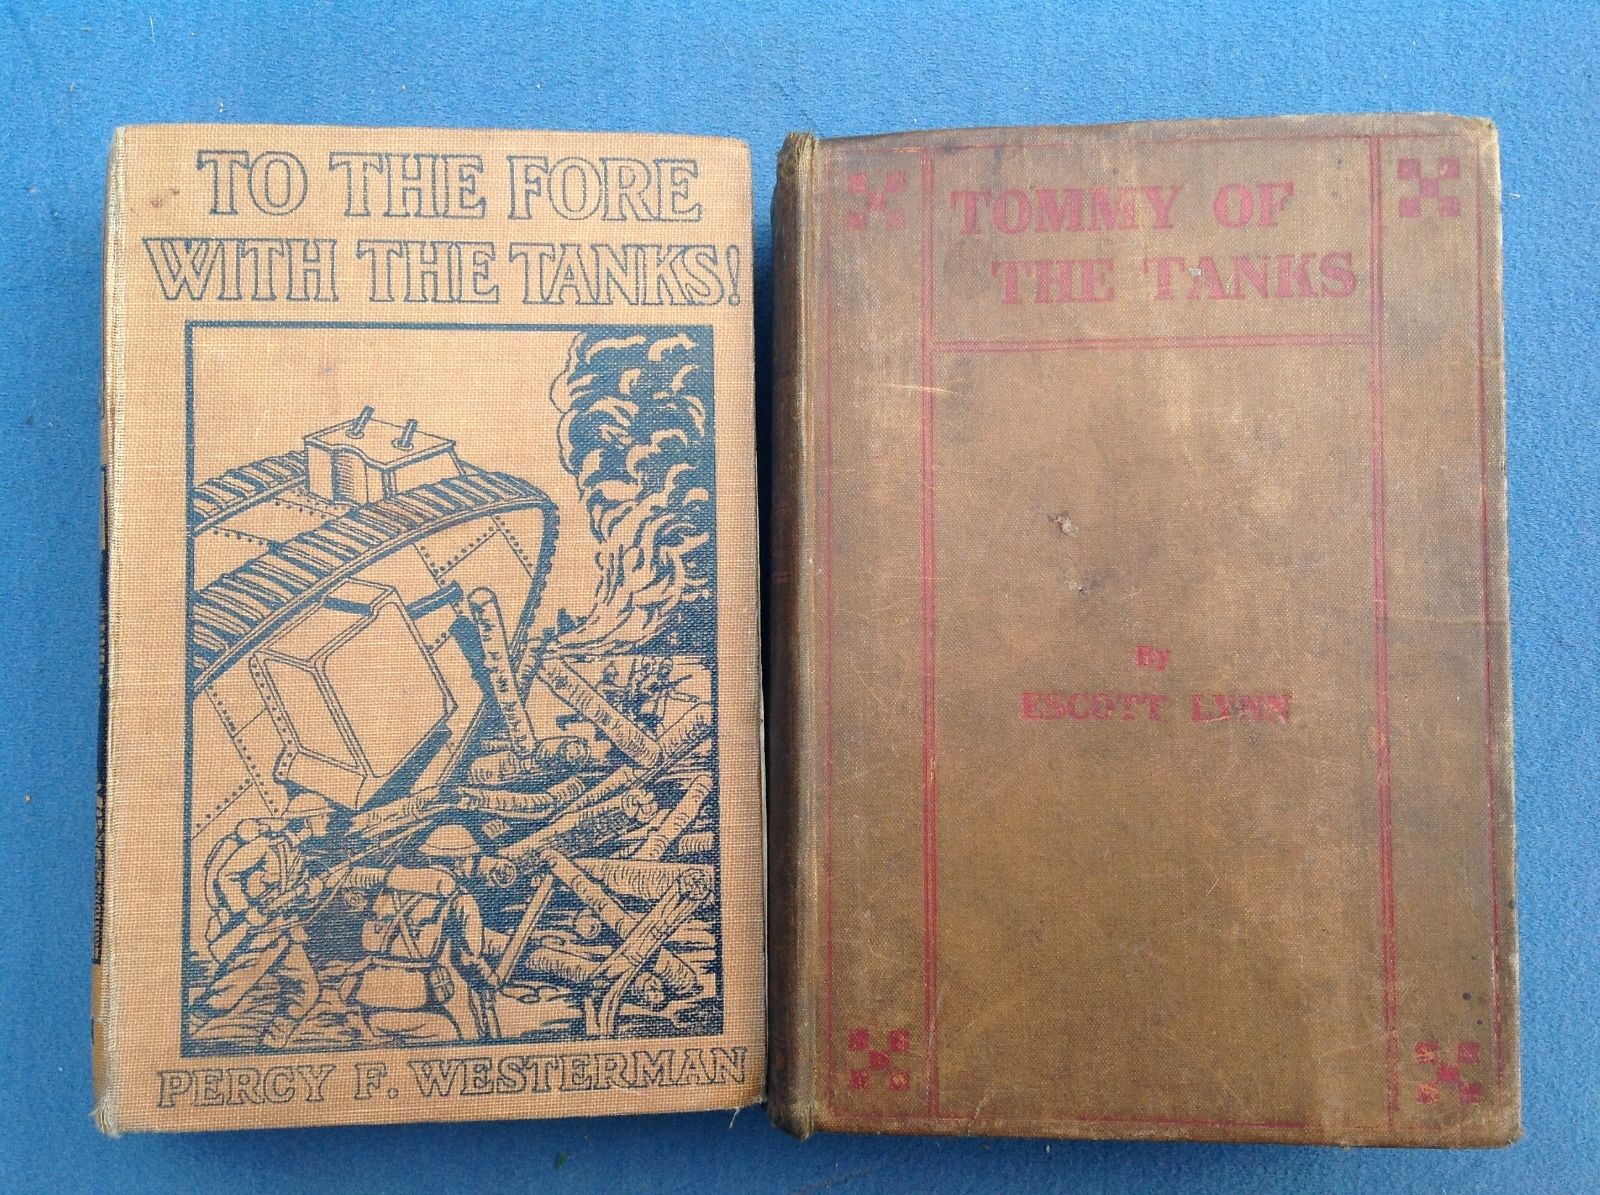 TO THE FORE
WITH THE TANKS!
PERCY F. WESTERMAN
TOMMY OF
THE TANKS
By
ESCOTT LYNN